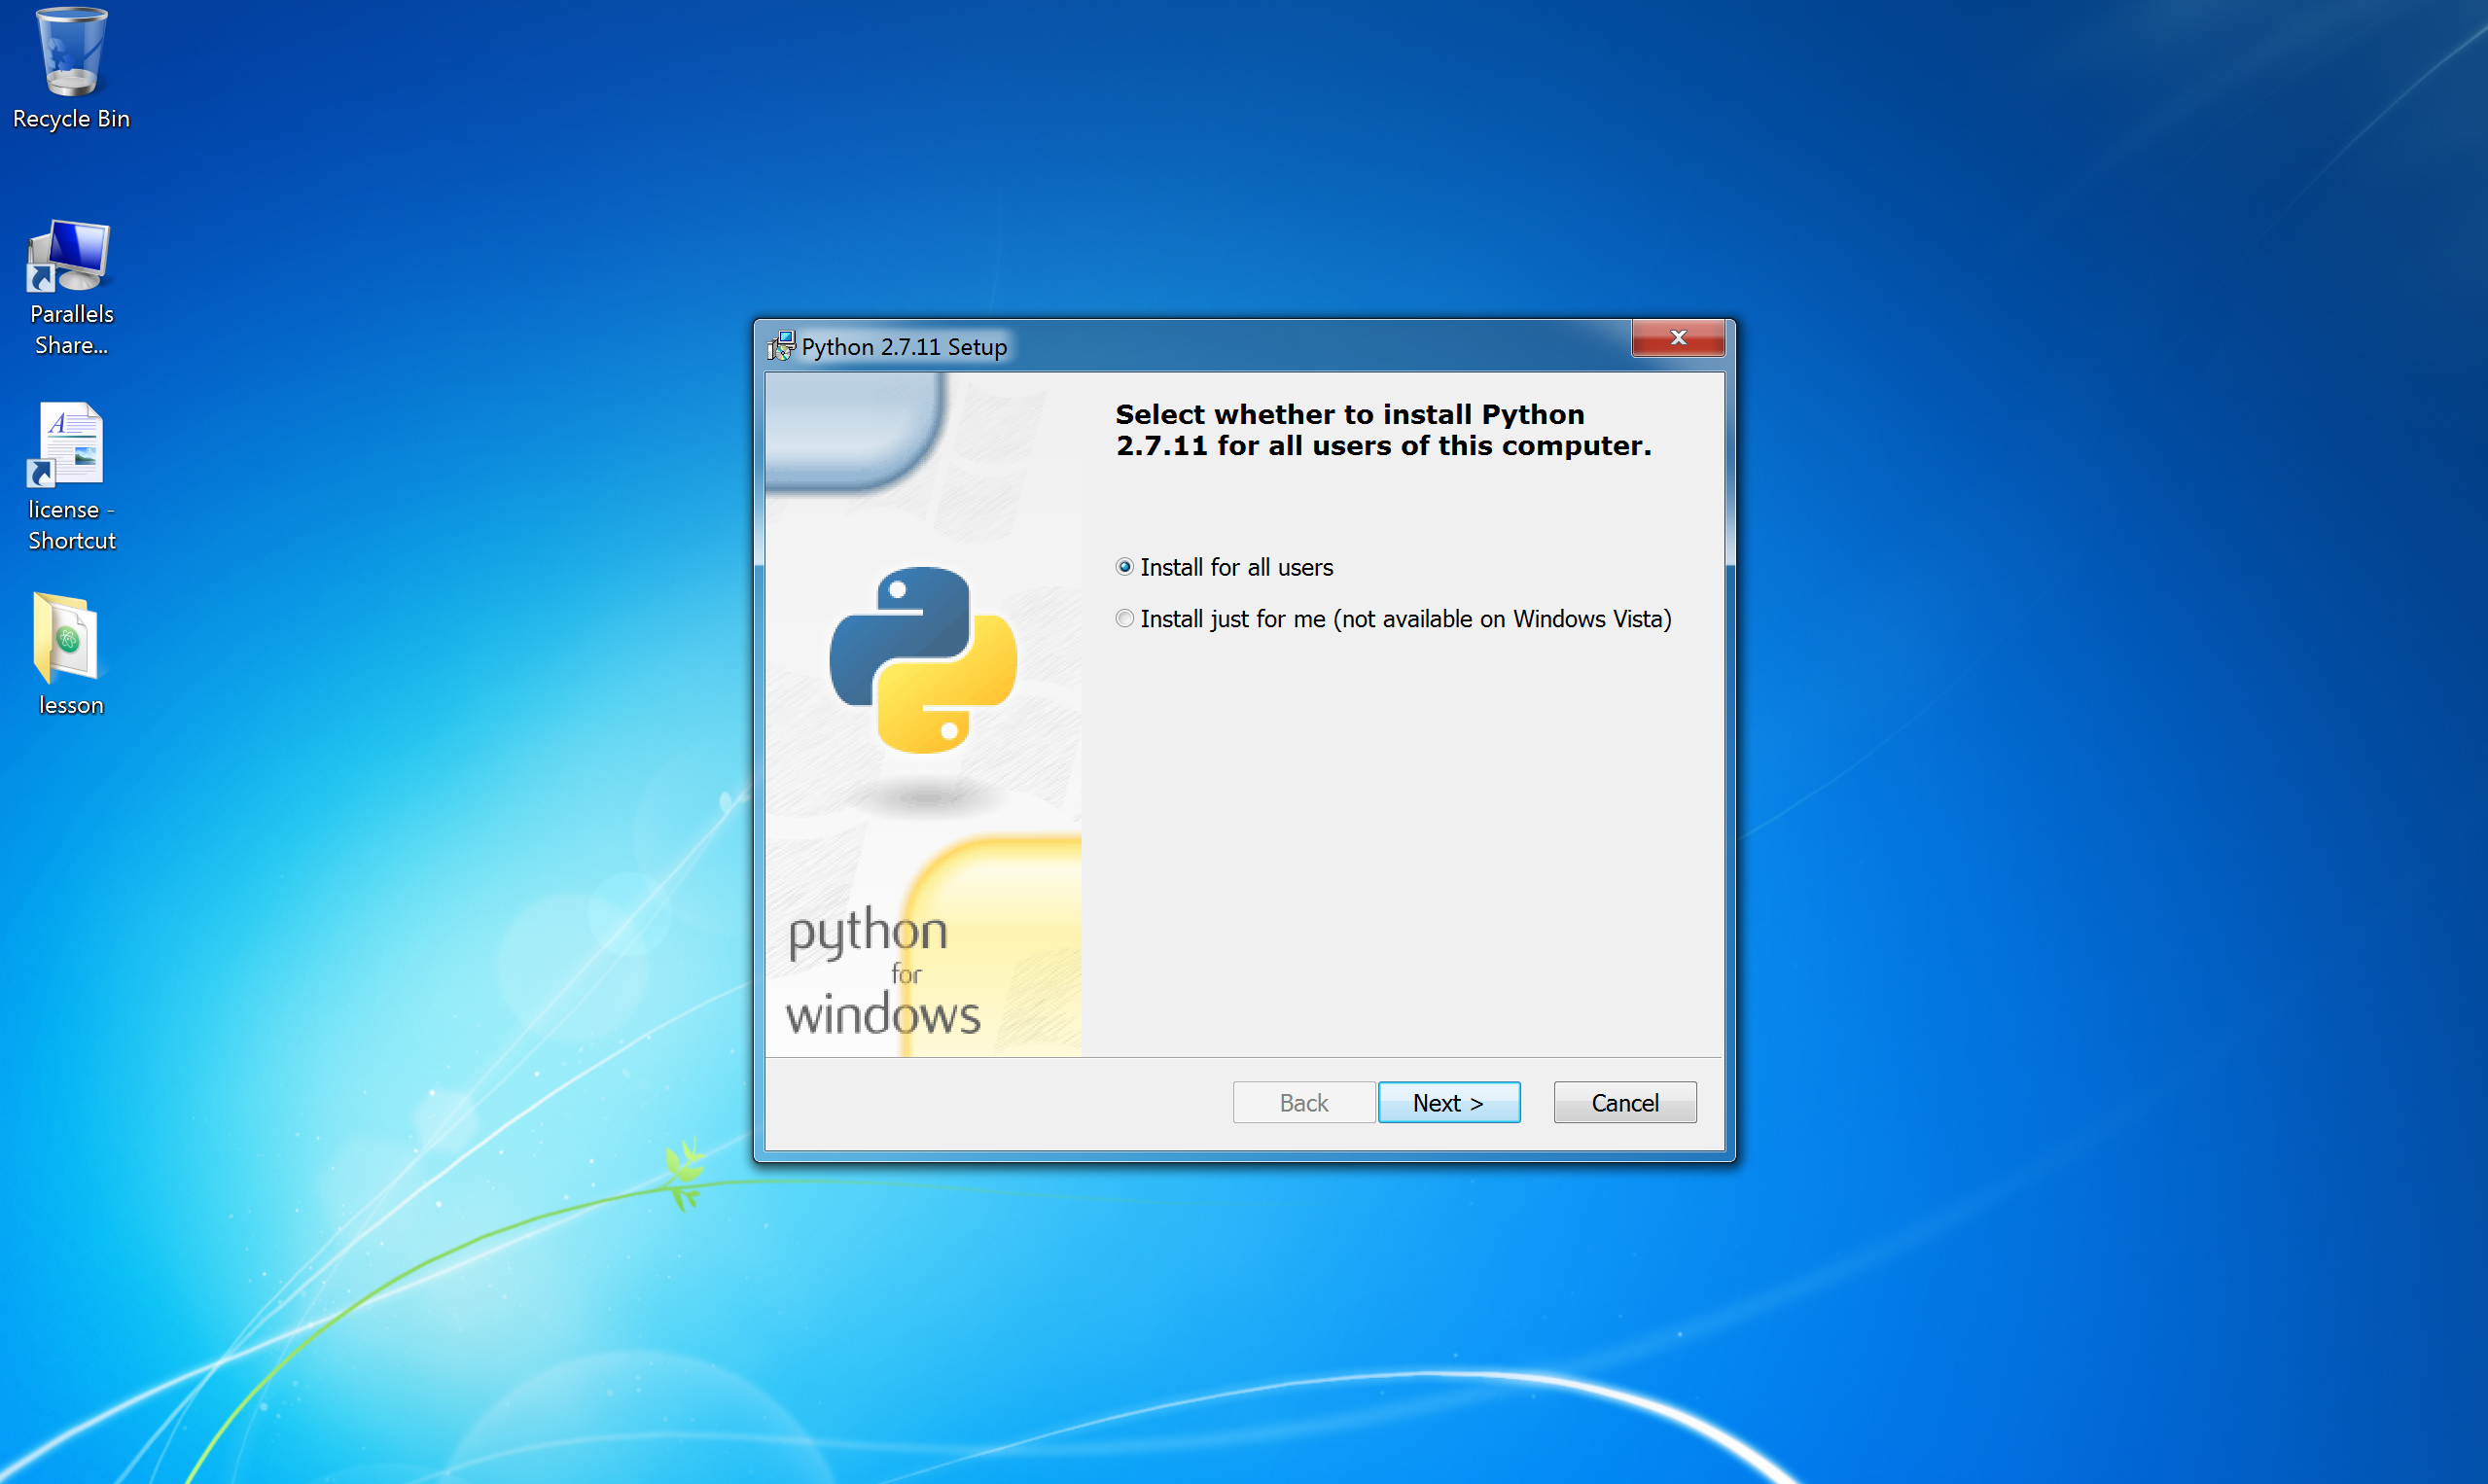 Recycle Bin
Parallels
Share...
license -
Shortcut
lesson
Python 2.7.11 Setup
Select whether to install Python
2.7.11 for all users of this computer.
Install for all users
Install just for me (not available on Windows Vista)
python
for
windows
Back
Next >
Cancel